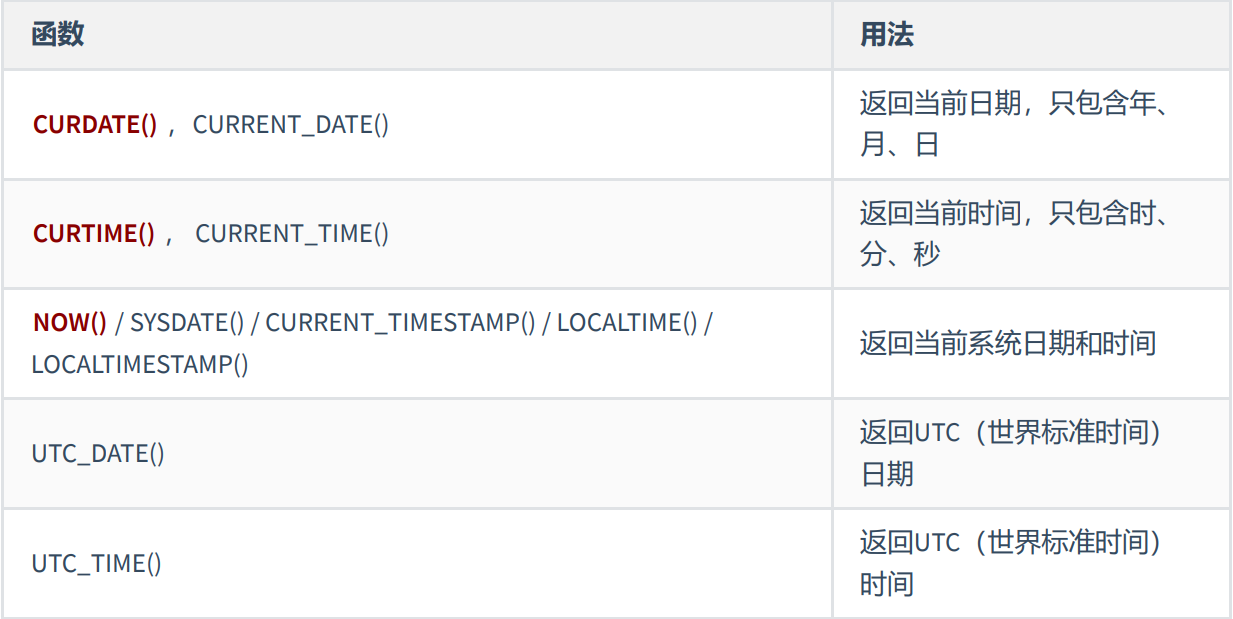 函数
用法
CURDATE() ，CURRENT_DATE()
返回当前日期，只包含年、
月、日
CURTIME() ， CURRENT_TIME()
返回当前时间，只包含时、
分、秒
NOW() / SYSDATE() / CURRENT_TIMESTAMP() / LOCALTIME() /
LOCALTIMESTAMP()
返回当前系统日期和时间
UTC_DATE()
返回UTC（世界标准时间）
日期
UTC_TIME()
返回UTC（世界标准时间）
时间